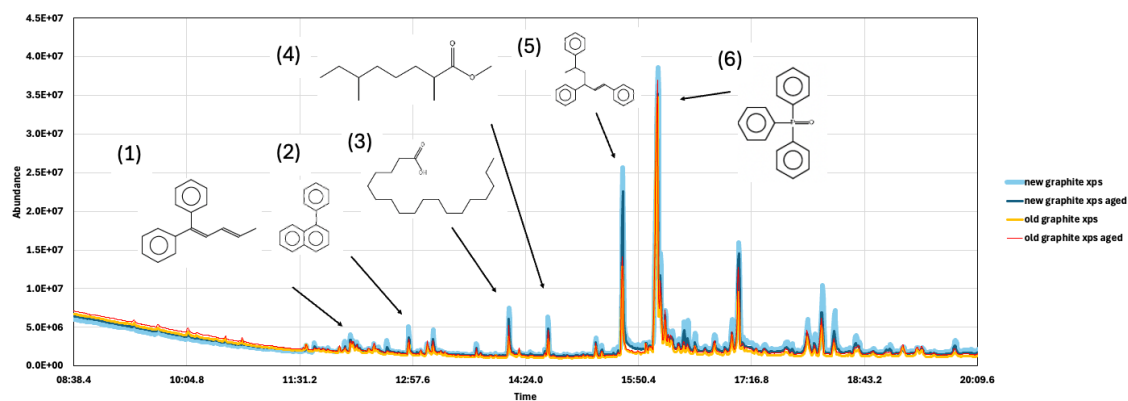 4.5E+07
4.0E+07
3.5E+07
3.0E+07
2.5E+07
2.0E+07
1.5E+07
1.0E+07
5.0E+06
0.0E+00
Abundance
08:38.4
10:04.8
11:31.2
12:57.6
14:24.0
15:50.4
17:16.8
18:43.2
20:09.6
Time
(1)
(2)
(3)
O
OH
(4)
O
O
(5)
(6)
P
O
new graphite xps
new graphite xps aged
old graphite xps
old graphite xps aged